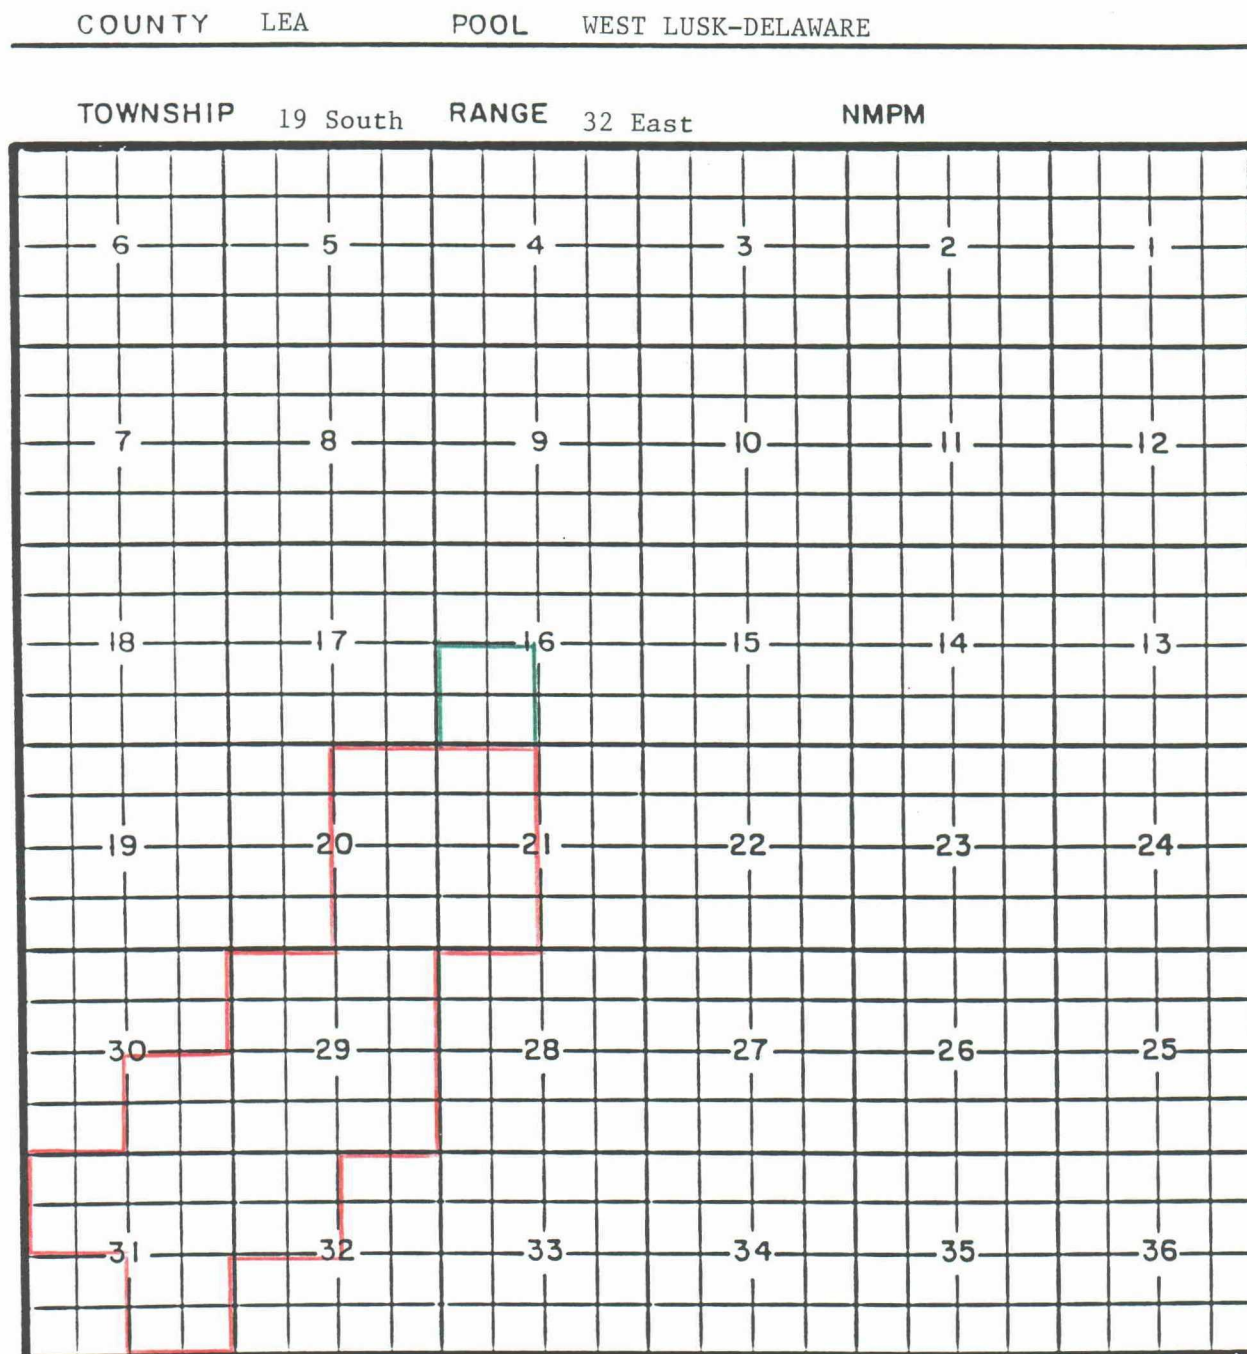 COUNTY LEA POOL WEST LUSK-DELAWARE
TOWNSHIP 19 South RANGE 32 East NMPM
6 5 4 3 2 1
7 8 9 10 11 12
18 17 16 15 14 13
19 20 21 22 23 24
30 29 28 27 26 25
31 32 33 34 35 36